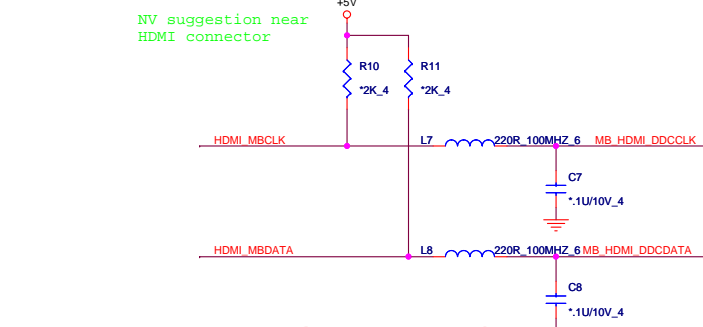 +5V
NV suggestion near
HDMI connector
R10
*2K_4
R11
*2K_4
HDMI_MBCLK
L7
220R_100MHZ_6
MB_HDMI_DDCCLK
C7
*.1U/10V_4
HDMI_MBDATA
L8
220R_100MHZ_6
MB_HDMI_DDCDATA
C8
*.1U/10V_4